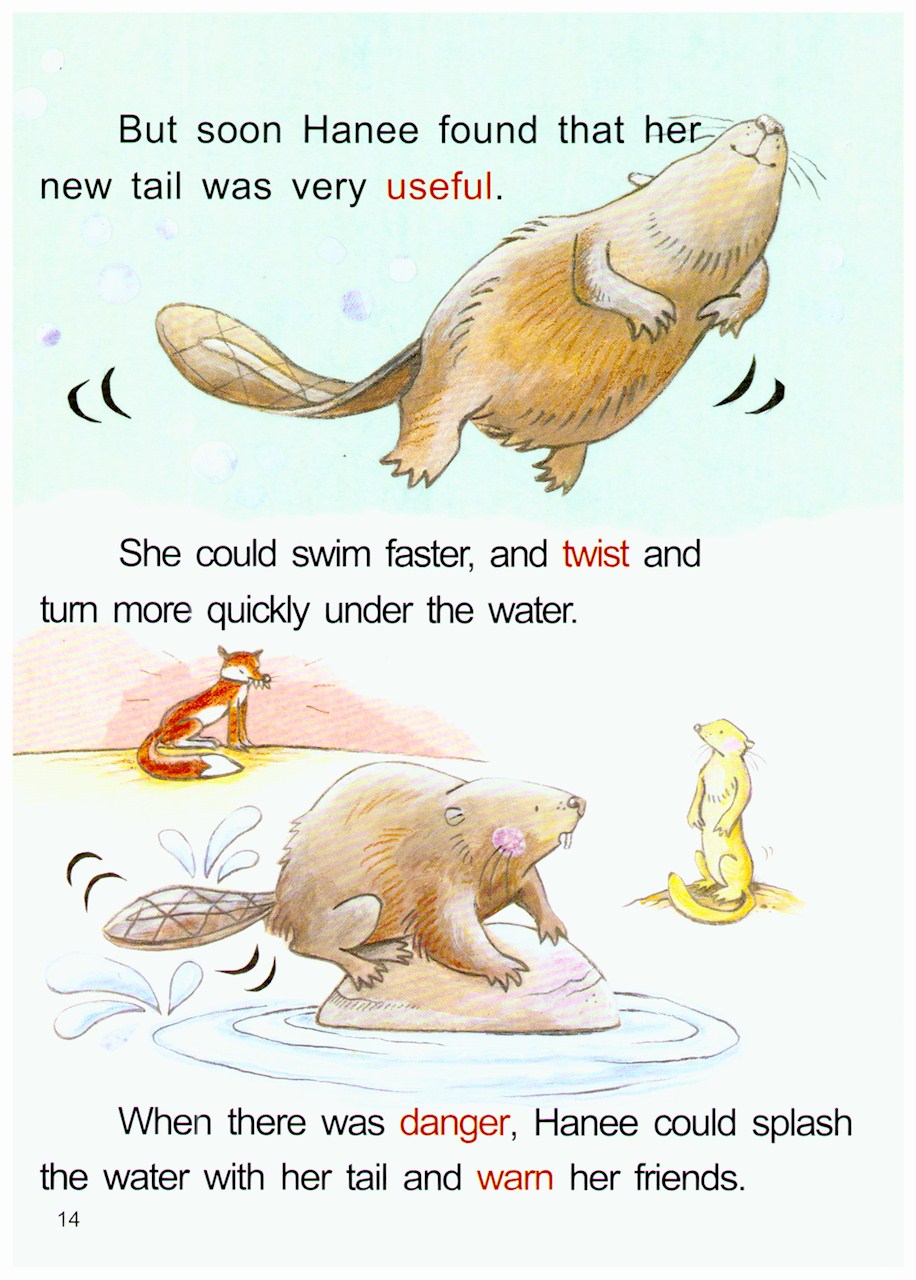 But soon Hanee found that her
new tail was very useful.
She could swim faster, and twist and
turn more quickly under the water.
When there was danger, Hanee could splash
the water with her tail and warn her friends.
14